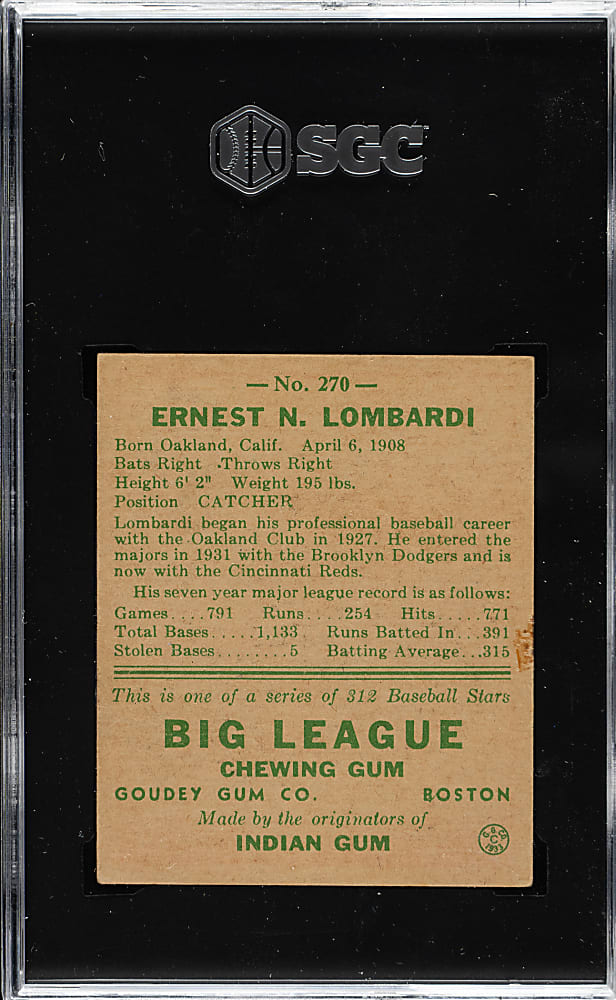 SGC
— No. 270 —
ERNEST N. LOMBARDI
Born Oakland, Calif. April 6, 1908
Bats Right Throws Right
Height 6' 2" Weight 195 lbs.
Position CATCHER
Lombardi began his professional baseball career
with the Oakland Club in 1927. He entered the
majors in 1931 with the Brooklyn Dodgers and is
now with the Cincinnati Reds.
His seven year major league record is as follows:
Games....791 Runs....254 Hits.....771
Total Bases.....1,133 Runs Batted In...391
Stolen Bases........5 Batting Average...315
This is one of a series of 312 Baseball Stars
BIG LEAGUE
CHEWING GUM
GOUDEY GUM CO. BOSTON
Made by the originators of
INDIAN GUM
C
1933